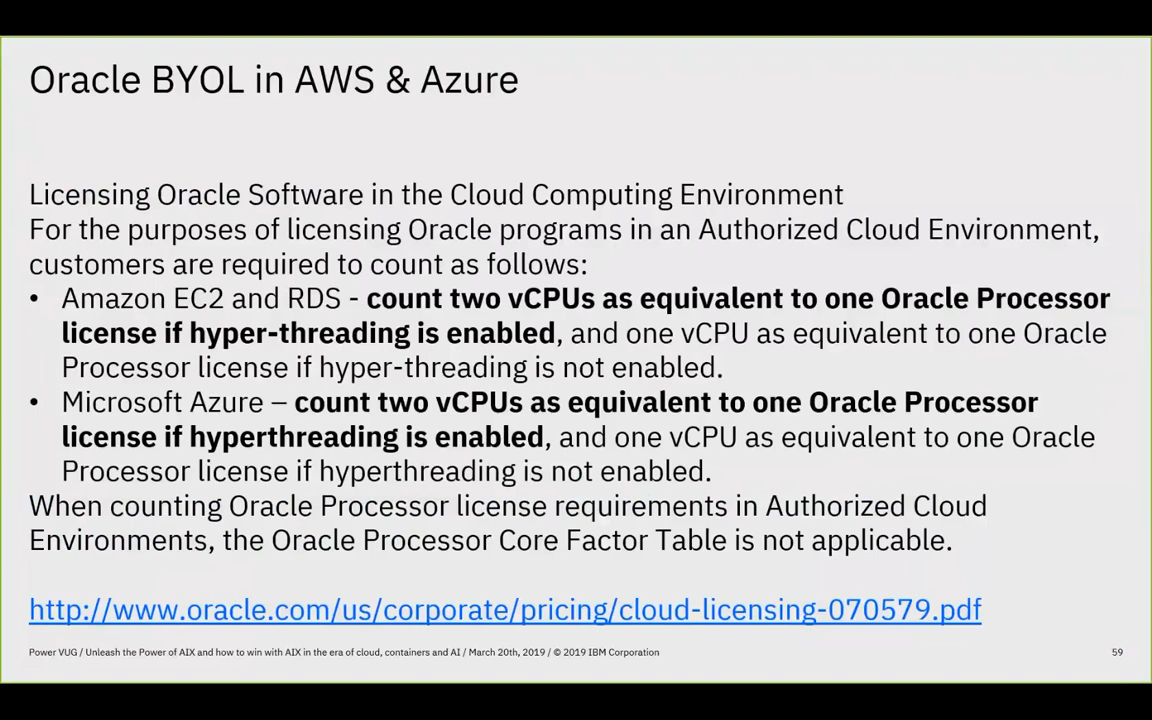 Oracle BYOL in AWS & Azure
Licensing Oracle Software in the Cloud Computing Environment
For the purposes of licensing Oracle programs in an Authorized Cloud Environment,
customers are required to count as follows:
• Amazon EC2 and RDS - count two vCPUs as equivalent to one Oracle Processor
license if hyper-threading is enabled, and one vCPU as equivalent to one Oracle
Processor license if hyper-threading is not enabled.
• Microsoft Azure – count two vCPUs as equivalent to one Oracle Processor
license if hyperthreading is enabled, and one vCPU as equivalent to one Oracle
Processor license if hyperthreading is not enabled.
When counting Oracle Processor license requirements in Authorized Cloud
Environments, the Oracle Processor Core Factor Table is not applicable.
http://www.oracle.com/us/corporate/pricing/cloud-licensing-070579.pdf
Power VUG / Unleash the Power of AIX and how to win with AIX in the era of cloud, containers and AI / March 20th, 2019 / © 2019 IBM Corporation 59